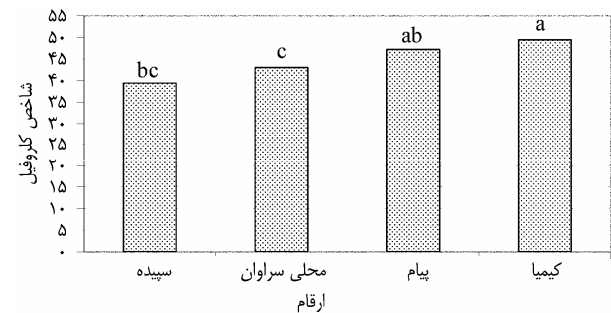 شاخص کلروفیل
۵۵
۵۰
۴۵
۴۰
۳۵
۳۰
۲۵
۲۰
۱۵
۱۰
۵
۰
bc
c
ab
a
سپیده
محلی سراوان
پیام
کیمیا
ارقام